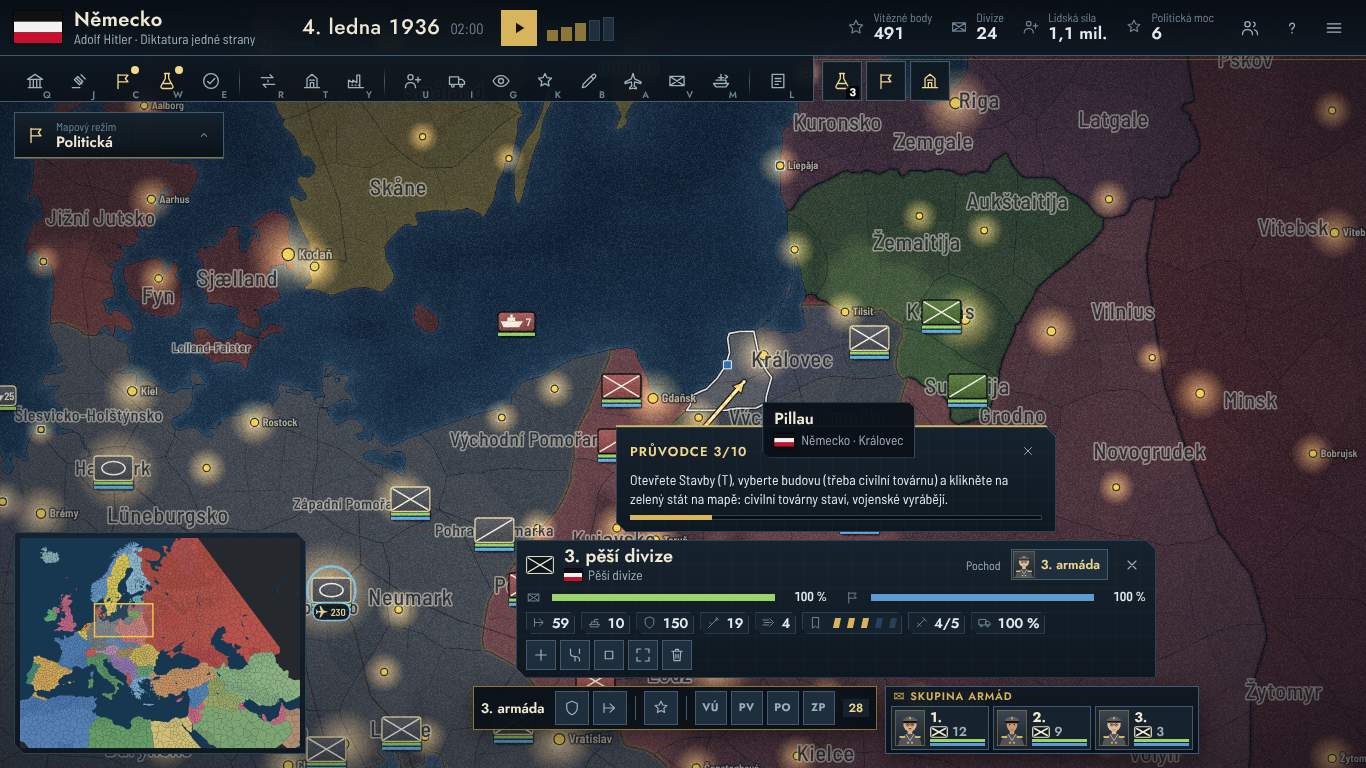 Německo
Adolf Hitler · Diktatura jedné strany
4. ledna 1936
02:00
Vítězné body
491
Divize
24
Lidská síla
1,1 mil.
Politická moc
6
?
Q
J
C
W
E
R
T
Y
U
I
G
K
B
A
V
M
L
3
Mapový režim
Politická
Aalborg
Pskov
Riga
Kuronsko
Zemgale
Latgale
Liepāja
Skåne
Aarhus
Jižní Jutsko
Aukštaitija
Žemaitija
Vitebsk
Kodaň
Sjælland
Fyn
Tilsit
Vilnius
7
Lolland-Falster
Královec
Kiel
25
Šlesvicko-Holštýnsko
Gdaňsk
Minsk
Grodno
Rostock
Východní Pomořan
Pillau
Německo · Královec
Novogrudek
Bobrujsk
PRŮVODCE 3/10
Otevřete Stavby (T), vyberte budovu (třeba civilní továrnu) a klikněte na
zelený stát na mapě: civilní továrny staví, vojenské vyrábějí.
Brémy
Lüneburgsko
3. pěší divize
Pěší divize
Pochod
3. armáda
100 %
100 %
59
10
150
19
4
4/5
100 %
230
Neumark
Žytomyr
3. armáda
VÚ
PV
PO
ZP
28
SKUPINA ARMÁD
1.
12
2.
9
3.
3
Vratislav
Kielce